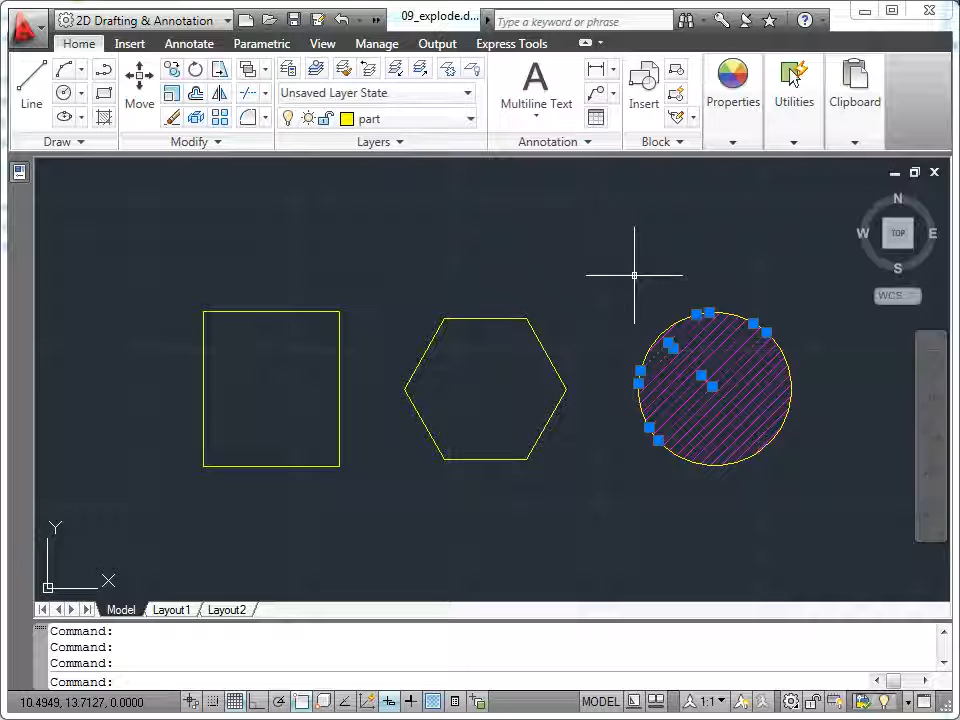 2D Drafting & Annotation 09_explode.d... Type a keyword or phrase
Home Insert Annotate Parametric View Manage Output Express Tools
Line Move Unsaved Layer State Multiline Text Insert Properties Utilities Clipboard
part
Draw Modify Layers Annotation Block
N
W TOP E
S
WCS
Y
X
Model Layout1 Layout2
Command:
Command:
Command:
Command:
10.4949, 13.7127, 0.0000 MODEL 1:1